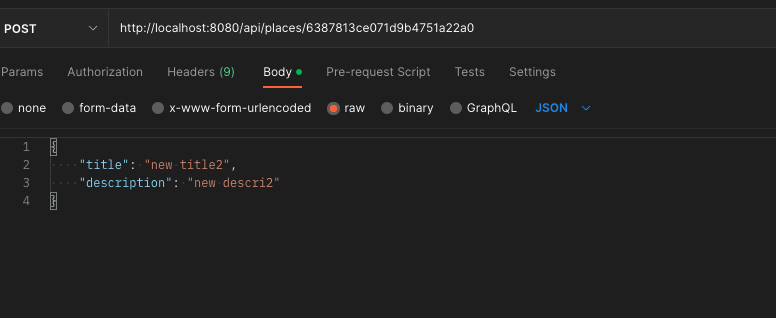 POST http://localhost:8080/api/places/6387813ce071d9b4751a22a0
Params Authorization Headers (9) Body Pre-request Script Tests Settings
none form-data x-www-form-urlencoded raw binary GraphQL JSON
1 {
2 ····"title":·"new·title2",
3 ····"description":·"new·descri2"
4 }